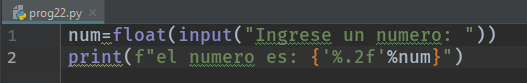 prog22.py
1 num=float(input("Ingrese un numero: "))
2 print(f"el numero es: {'%.2f'%num}")